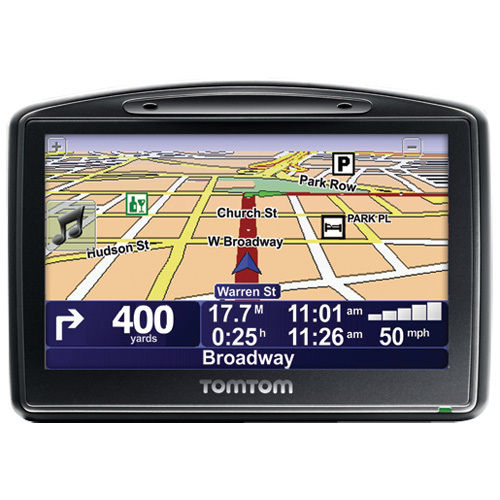 + –
P
Park Row
Church St
PARK PL
Hudson St
W Broadway
Warren St
400 yards
17.7 M 11:01 am
0:25 h 11:26 am 50 mph
Broadway
TOMTOM